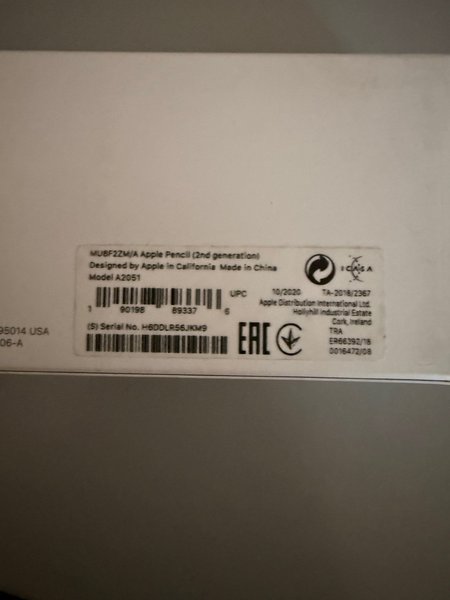 MU8F2ZM/A Apple Pencil (2nd generation)
Designed by Apple in California Made in China
Model A2051
1 90198 89337 6
UPC
(S) Serial No. H6DDLR56JKM9
ICASA
10/2020 TA-2018/2367
Apple Distribution International Ltd.
Hollyhill Industrial Estate
Cork, Ireland
TRA
ER66392/18
0016472/08
EAC
95014 USA
06-A